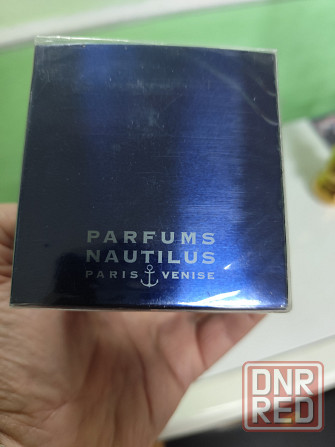 PARFUMS
NAUTILUS
PARIS VENISE
DNR
RED